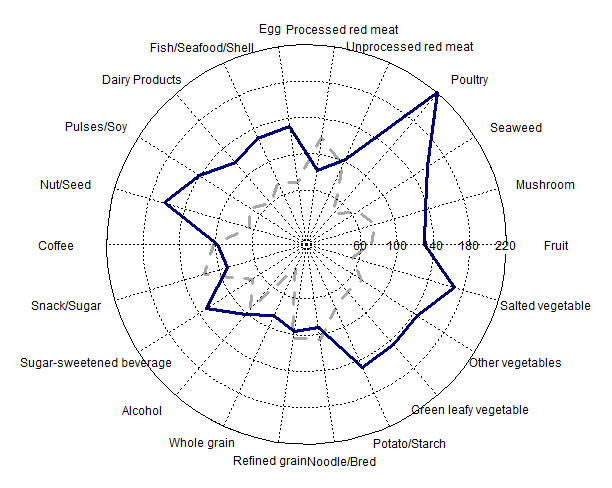 Egg Processed red meat
Fish/Seafood/Shell Unprocessed red meat
Dairy Products Poultry
Pulses/Soy Seaweed
Nut/Seed Mushroom
Coffee 60 100 140 180 220 Fruit
Snack/Sugar Salted vegetable
Sugar-sweetened beverage Other vegetables
Alcohol Green leafy vegetable
Whole grain Potato/Starch
Refined grain Noodle/Bred